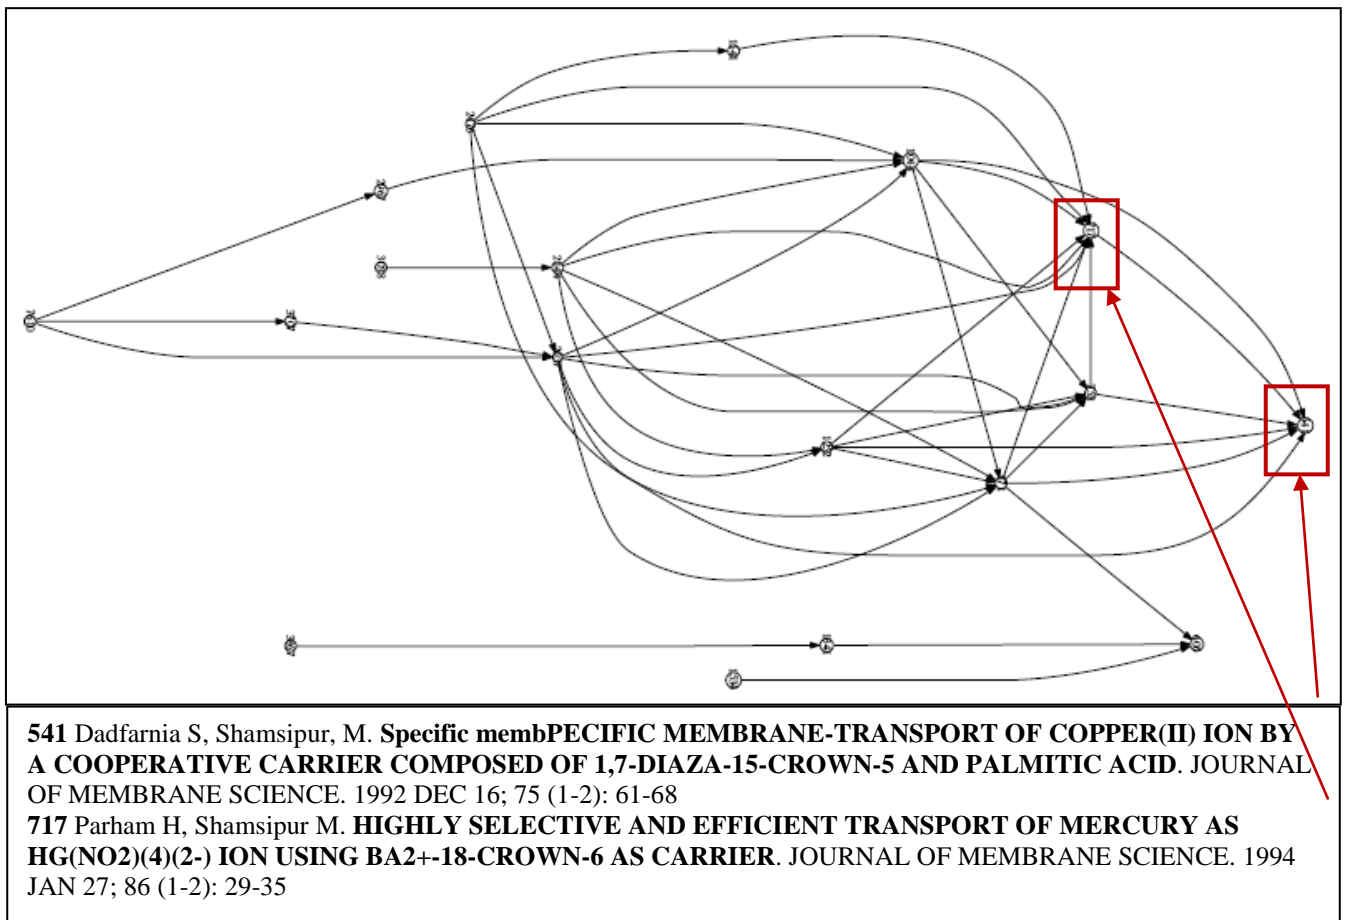 541 Dadfarnia S, Shamsipur, M. Specific membPECIFIC MEMBRANE-TRANSPORT OF COPPER(II) ION BY
A COOPERATIVE CARRIER COMPOSED OF 1,7-DIAZA-15-CROWN-5 AND PALMITIC ACID. JOURNAL
OF MEMBRANE SCIENCE. 1992 DEC 16; 75 (1-2): 61-68
717 Parham H, Shamsipur M. HIGHLY SELECTIVE AND EFFICIENT TRANSPORT OF MERCURY AS
HG(NO2)(4)(2-) ION USING BA2+-18-CROWN-6 AS CARRIER. JOURNAL OF MEMBRANE SCIENCE. 1994
JAN 27; 86 (1-2): 29-35